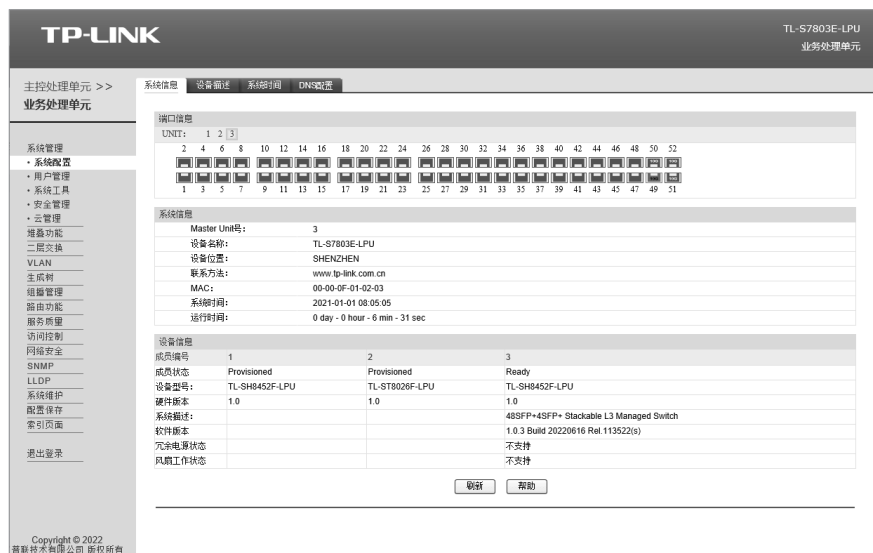 TP-LINK
TL-S7803E-LPU
业务处理单元
主控处理单元 >>
业务处理单元
系统信息 设备描述 系统时间 DNS配置
系统管理
· 系统配置
· 用户管理
· 系统工具
· 安全管理
· 云管理
堆叠功能
二层交换
VLAN
生成树
组播管理
路由功能
服务质量
访问控制
网络安全
SNMP
LLDP
系统维护
配置保存
索引页面
退出登录
Copyright © 2022
普联技术有限公司 版权所有
端口信息
UNIT: 1 2 3
2 4 6 8 10 12 14 16 18 20 22 24 26 28 30 32 34 36 38 40 42 44 46 48 50 52
1 3 5 7 9 11 13 15 17 19 21 23 25 27 29 31 33 35 37 39 41 43 45 47 49 51
系统信息
Master Unit号: 3
设备名称: TL-S7803E-LPU
设备位置: SHENZHEN
联系方法: www.tp-link.com.cn
MAC: 00-00-0F-01-02-03
系统时间: 2021-01-01 08:05:05
运行时间: 0 day - 0 hour - 6 min - 31 sec
设备信息
成员编号 1 2 3
成员状态 Provisioned Provisioned Ready
设备型号: TL-SH8452F-LPU TL-ST8026F-LPU TL-SH8452F-LPU
硬件版本 1.0 1.0 1.0
系统描述: 48SFP+4SFP+ Stackable L3 Managed Switch
软件版本 1.0.3 Build 20220616 Rel.113522(s)
冗余电源状态 不支持
风扇工作状态 不支持
刷新 帮助